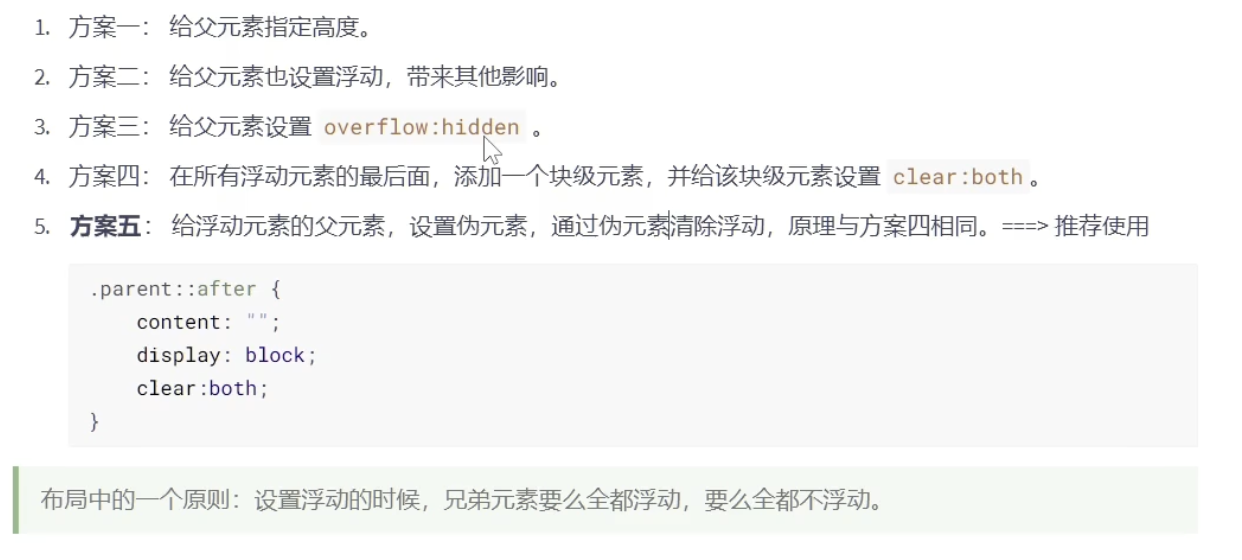 1. 方案一： 给父元素指定高度。
2. 方案二： 给父元素也设置浮动，带来其他影响。
3. 方案三： 给父元素设置 overflow:hidden 。
4. 方案四： 在所有浮动元素的最后面，添加一个块级元素，并给该块级元素设置 clear:both 。
5. 方案五： 给浮动元素的父元素，设置伪元素，通过伪元素清除浮动，原理与方案四相同。===> 推荐使用
.parent::after {
    content: "";
    display: block;
    clear:both;
}
布局中的一个原则：设置浮动的时候，兄弟元素要么全都浮动，要么全都不浮动。